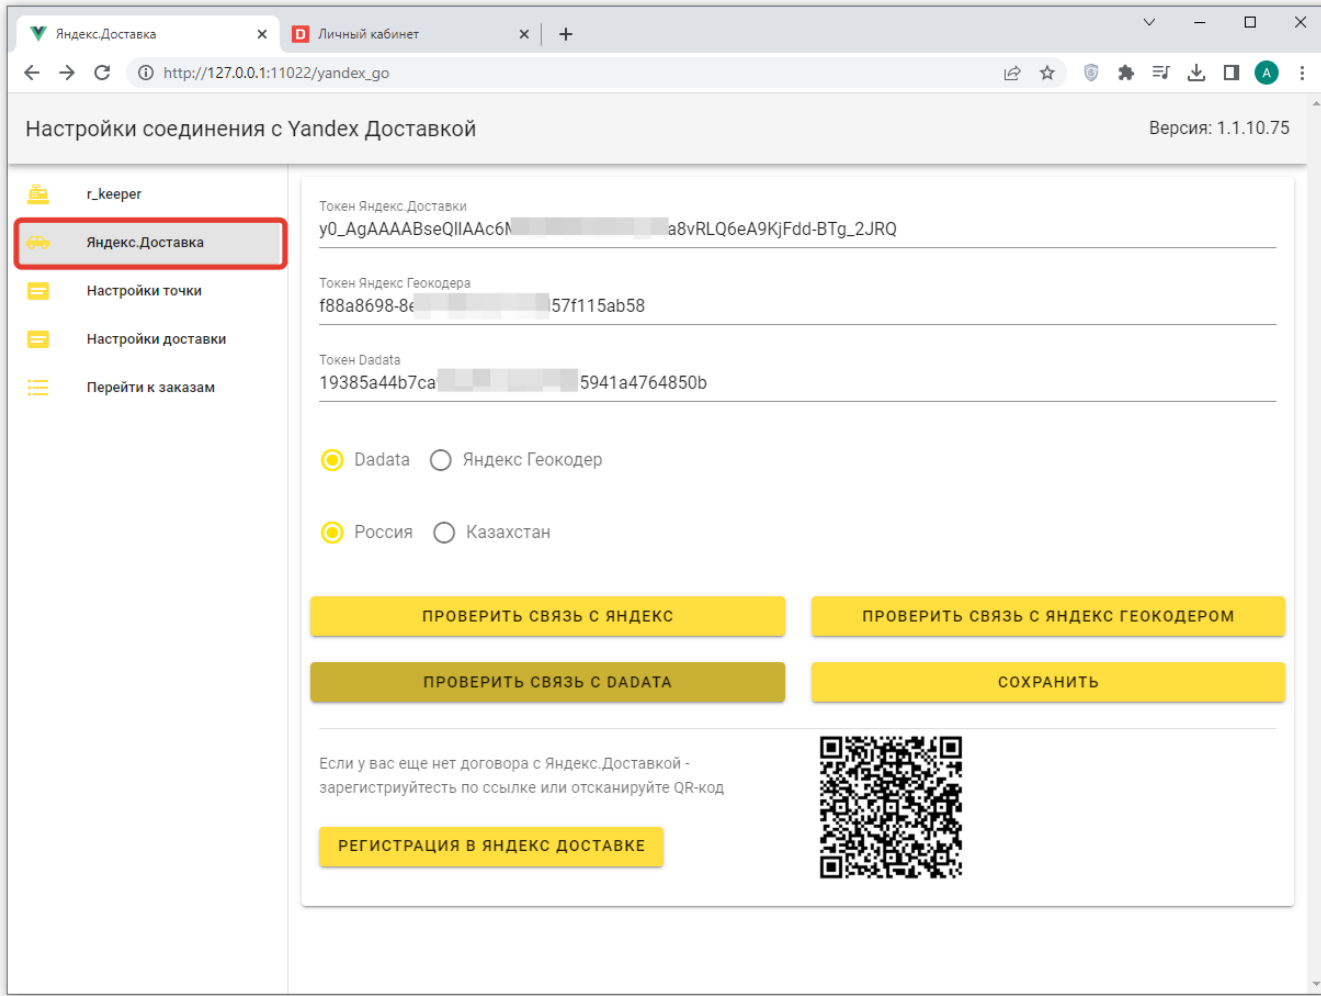 Яндекс.Доставка
D Личный кабинет
http://127.0.0.1:11022/yandex_go
A
Настройки соединения с Yandex Доставкой
Версия: 1.1.10.75
r_keeper
Яндекс.Доставка
Настройки точки
Настройки доставки
Перейти к заказам
Токен Яндекс.Доставки
y0_AgAAAABseQIIAAc6 a8vRLQ6eA9KjFdd-BTg_2JRQ
Токен Яндекс Геокодера
f88a8698-8 57f115ab58
Токен Dadata
19385a44b7ca 5941a4764850b
Dadata Яндекс Геокодер
Россия Казахстан
ПРОВЕРИТЬ СВЯЗЬ С ЯНДЕКС
ПРОВЕРИТЬ СВЯЗЬ С ЯНДЕКС ГЕОКОДЕРОМ
ПРОВЕРИТЬ СВЯЗЬ С DADATA
СОХРАНИТЬ
Если у вас еще нет договора с Яндекс.Доставкой -
зарегистриуйтесть по ссылке или отсканируйте QR-код
РЕГИСТРАЦИЯ В ЯНДЕКС ДОСТАВКЕ